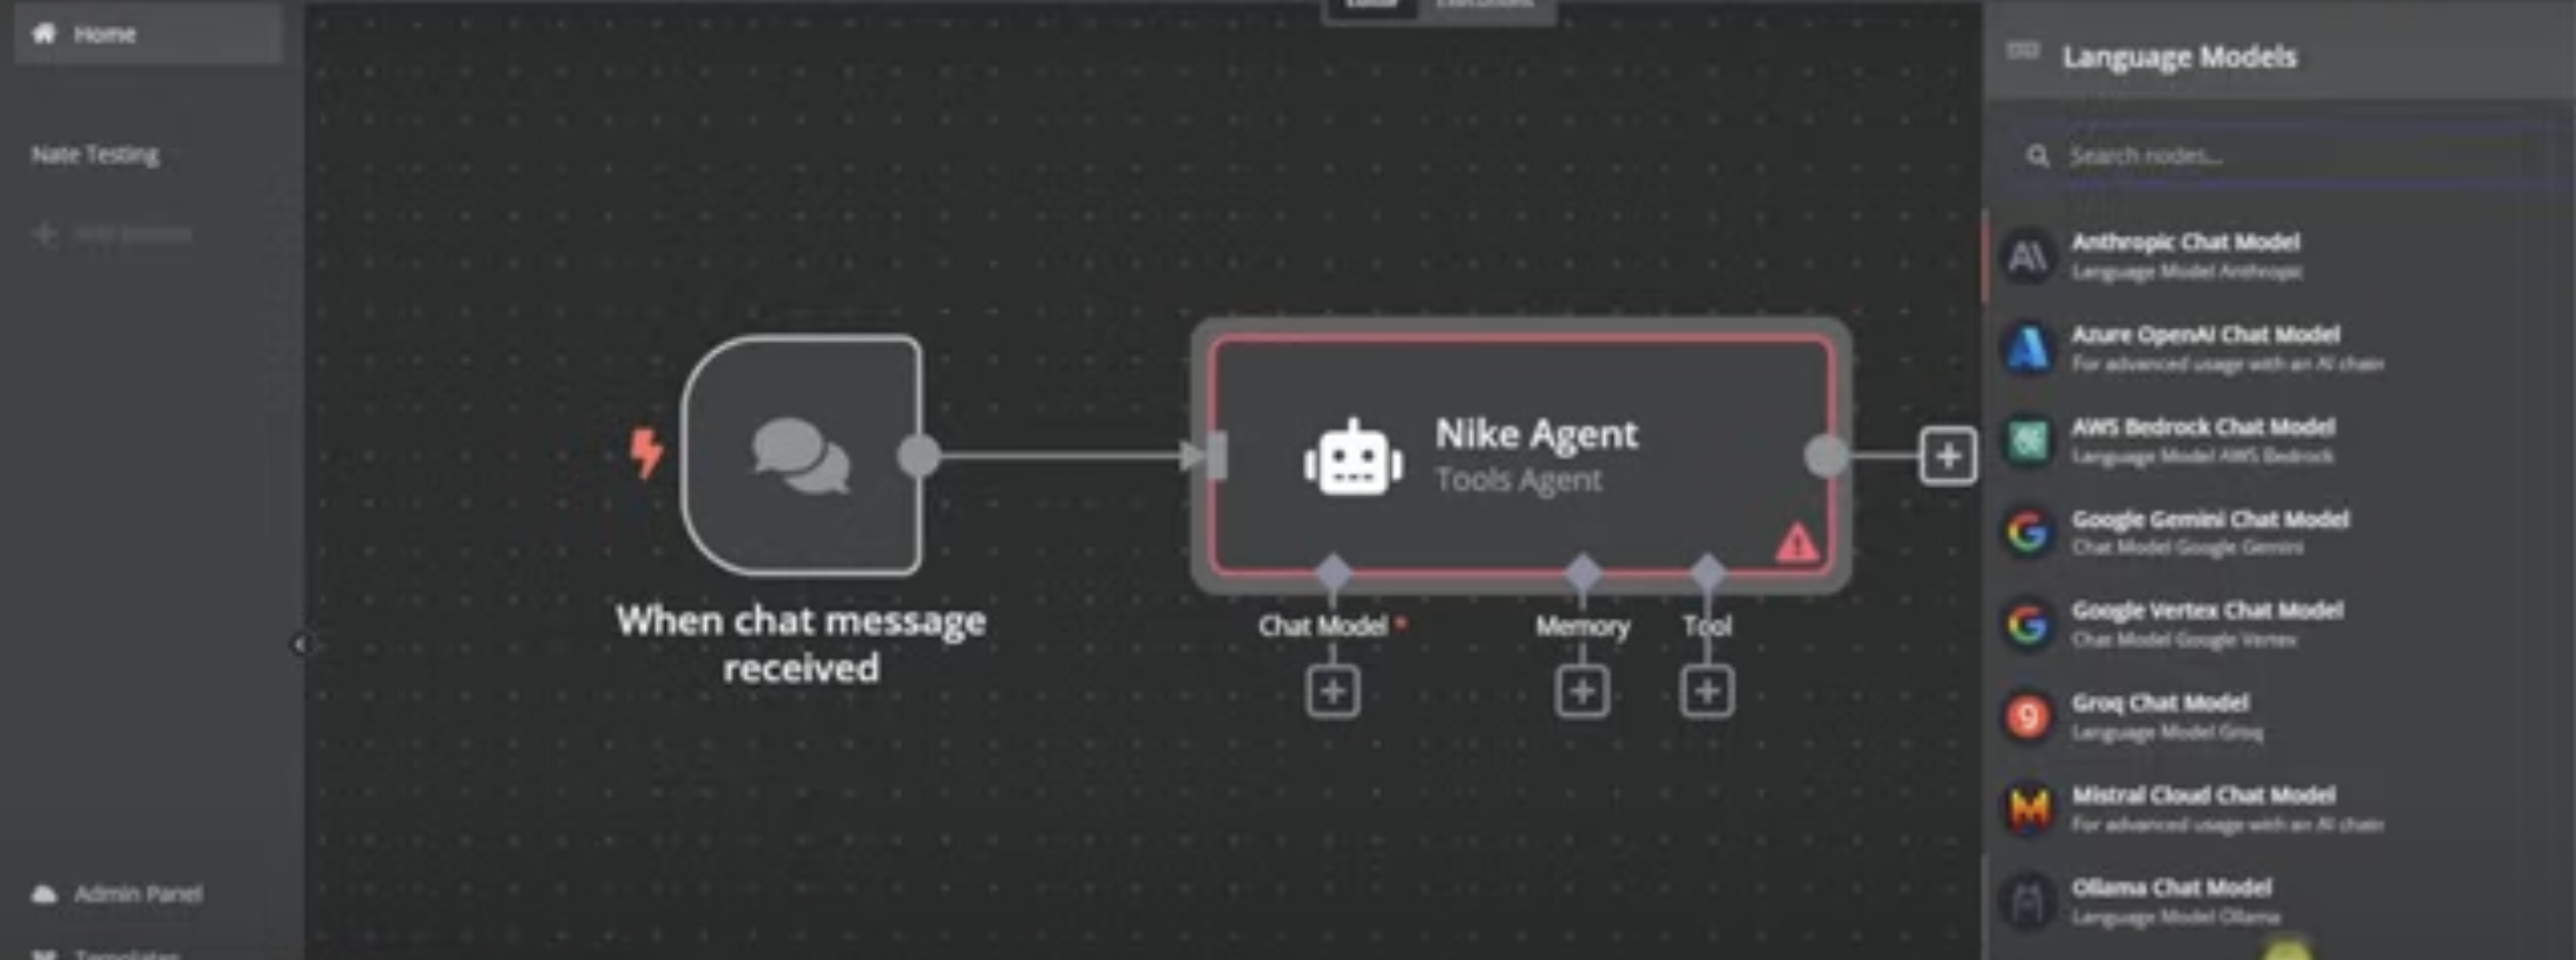 Home
Nate Testing
Admin Panel
Templates
When chat message
received
Nike Agent
Tools Agent
Chat Model *
Memory
Tool
Language Models
Search nodes...
Anthropic Chat Model
Language Model Anthropic
Azure OpenAI Chat Model
For advanced usage with an AI chain
AWS Bedrock Chat Model
Language Model AWS Bedrock
Google Gemini Chat Model
Chat Model Google Gemini
Google Vertex Chat Model
Chat Model Google Vertex
Groq Chat Model
Language Model Groq
Mistral Cloud Chat Model
For advanced usage with an AI chain
Ollama Chat Model
Language Model Ollama